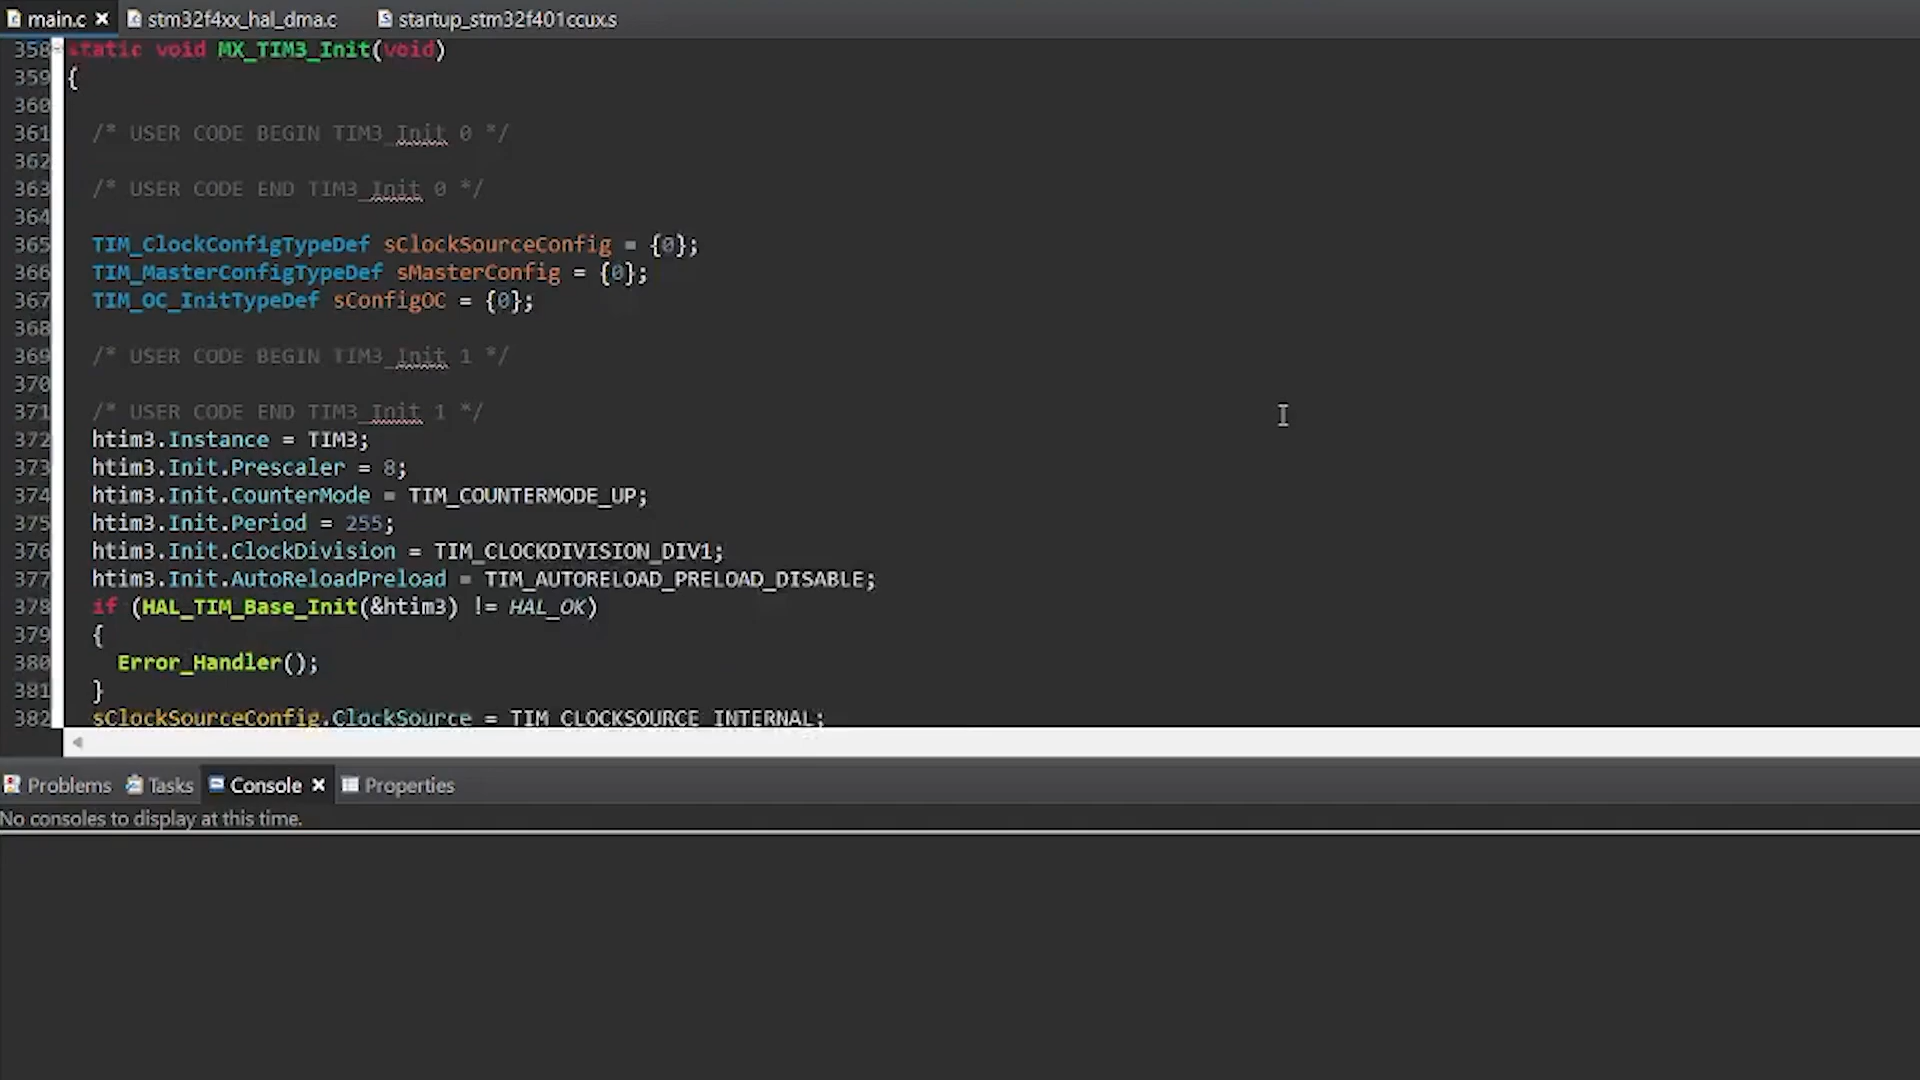 main.c stm32f4xx_hal_dma.c startup_stm32f401ccux.s
358 static void MX_TIM3_Init(void)
359 {
360
361 /* USER CODE BEGIN TIM3_Init 0 */
362
363 /* USER CODE END TIM3_Init 0 */
364
365 TIM_ClockConfigTypeDef sClockSourceConfig = {0};
366 TIM_MasterConfigTypeDef sMasterConfig = {0};
367 TIM_OC_InitTypeDef sConfigOC = {0};
368
369 /* USER CODE BEGIN TIM3_Init 1 */
370
371 /* USER CODE END TIM3_Init 1 */
372 htim3.Instance = TIM3;
373 htim3.Init.Prescaler = 8;
374 htim3.Init.CounterMode = TIM_COUNTERMODE_UP;
375 htim3.Init.Period = 255;
376 htim3.Init.ClockDivision = TIM_CLOCKDIVISION_DIV1;
377 htim3.Init.AutoReloadPreload = TIM_AUTORELOAD_PRELOAD_DISABLE;
378 if (HAL_TIM_Base_Init(&htim3) != HAL_OK)
379 {
380 Error_Handler();
381 }
382 sClockSourceConfig.ClockSource = TIM_CLOCKSOURCE_INTERNAL;
Problems Tasks Console Properties
No consoles to display at this time.